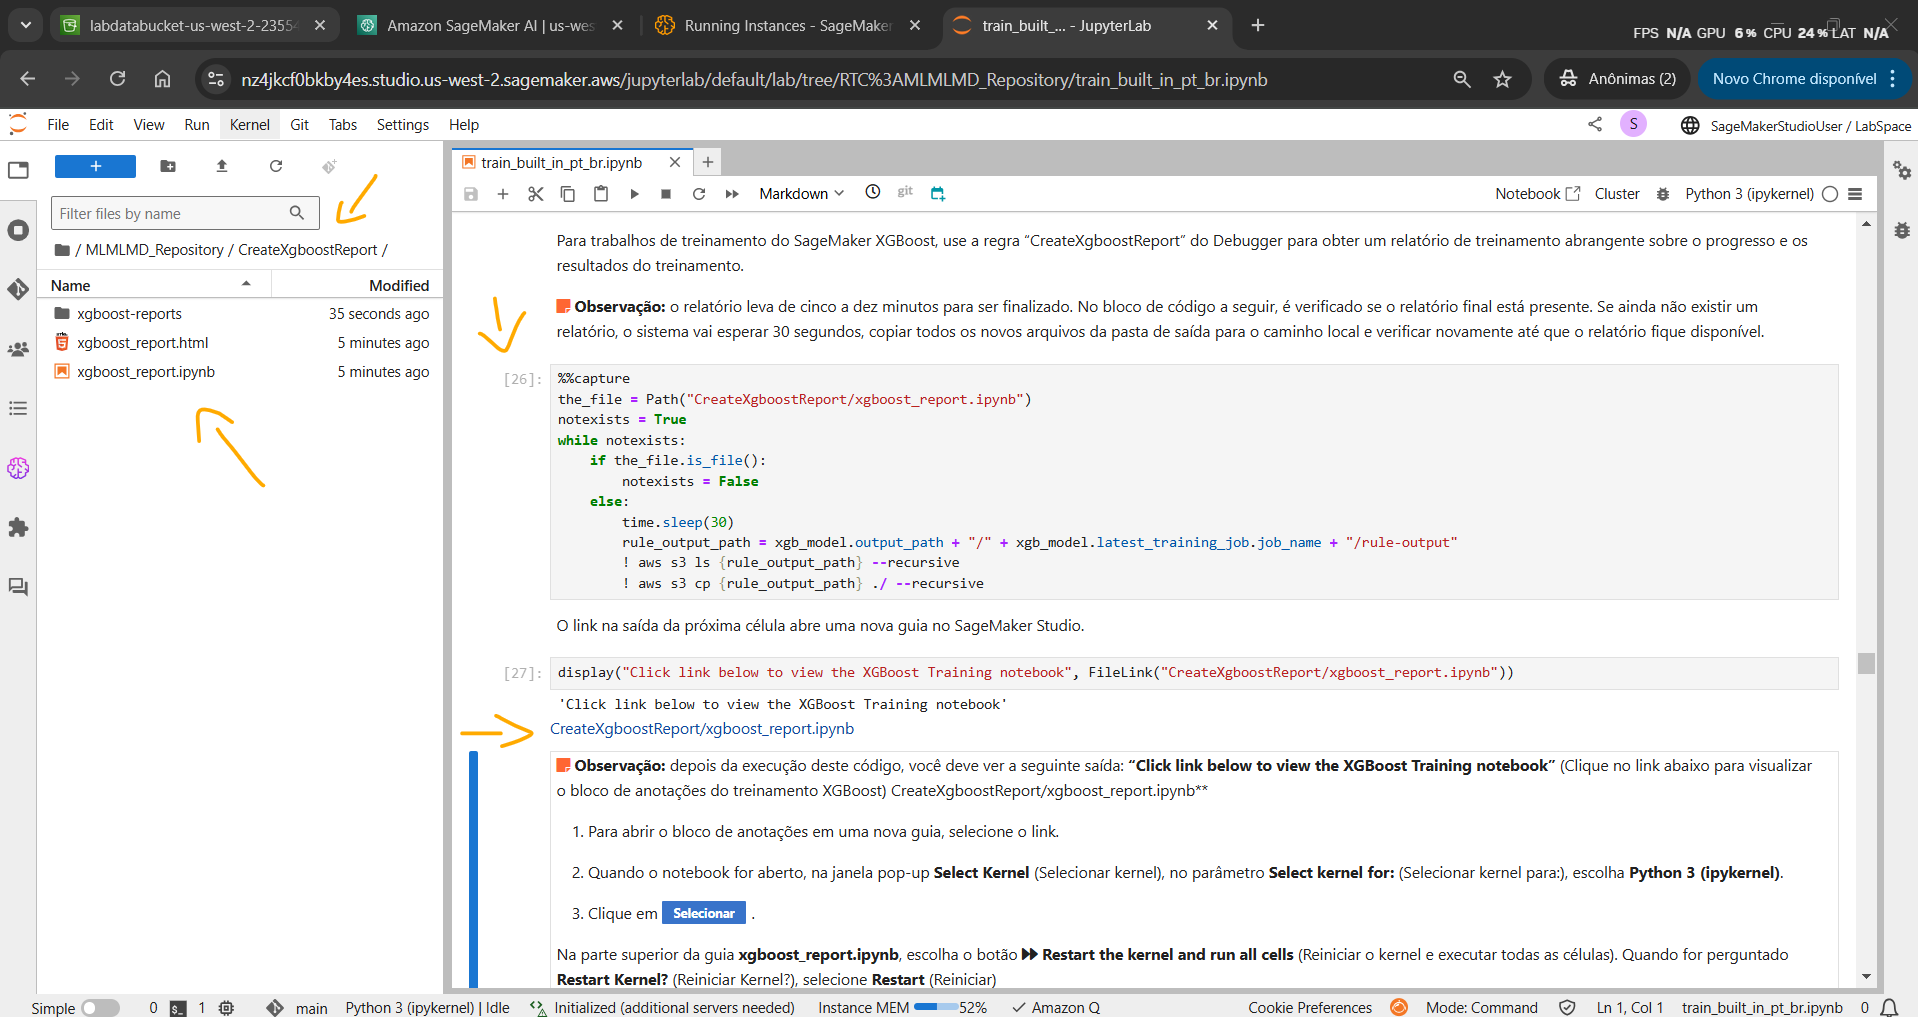 labdatabucket-us-west-2-2355
Amazon SageMaker AI | us-wes
Running Instances - SageMaker
train_built_... - JupyterLab
FPS N/A GPU 6% CPU 24% LAT N/A
nz4jkcf0bkby4es.studio.us-west-2.sagemaker.aws/jupyterlab/default/lab/tree/RTC%3AMLMLMD_Repository/train_built_in_pt_br.ipynb
Anônimas (2)
Novo Chrome disponível
File Edit View Run Kernel Git Tabs Settings Help
S
SageMakerStudioUser / LabSpace
Filter files by name
/ MLMLMD_Repository / CreateXgboostReport /
Name Modified
xgboost-reports 35 seconds ago
xgboost_report.html 5 minutes ago
xgboost_report.ipynb 5 minutes ago
train_built_in_pt_br.ipynb
Markdown git Notebook Cluster Python 3 (ipykernel)
Para trabalhos de treinamento do SageMaker XGBoost, use a regra “CreateXgboostReport” do Debugger para obter um relatório de treinamento abrangente sobre o progresso e os
resultados do treinamento.
Observação: o relatório leva de cinco a dez minutos para ser finalizado. No bloco de código a seguir, é verificado se o relatório final está presente. Se ainda não existir um
relatório, o sistema vai esperar 30 segundos, copiar todos os novos arquivos da pasta de saída para o caminho local e verificar novamente até que o relatório fique disponível.
[26]:
%%capture
the_file = Path("CreateXgboostReport/xgboost_report.ipynb")
notexists = True
while notexists:
if the_file.is_file():
notexists = False
else:
time.sleep(30)
rule_output_path = xgb_model.output_path + "/" + xgb_model.latest_training_job.job_name + "/rule-output"
! aws s3 ls {rule_output_path} --recursive
! aws s3 cp {rule_output_path} ./ --recursive
O link na saída da próxima célula abre uma nova guia no SageMaker Studio.
[27]:
display("Click link below to view the XGBoost Training notebook", FileLink("CreateXgboostReport/xgboost_report.ipynb"))
'Click link below to view the XGBoost Training notebook'
CreateXgboostReport/xgboost_report.ipynb
Observação: depois da execução deste código, você deve ver a seguinte saída: “Click link below to view the XGBoost Training notebook” (Clique no link abaixo para visualizar
o bloco de anotações do treinamento XGBoost) CreateXgboostReport/xgboost_report.ipynb**
1. Para abrir o bloco de anotações em uma nova guia, selecione o link.
2. Quando o notebook for aberto, na janela pop-up Select Kernel (Selecionar kernel), no parâmetro Select kernel for: (Selecionar kernel para:), escolha Python 3 (ipykernel).
3. Clique em Selecionar .
Na parte superior da guia xgboost_report.ipynb, escolha o botão Restart the kernel and run all cells (Reiniciar o kernel e executar todas as células). Quando for perguntado
Restart Kernel? (Reiniciar Kernel?), selecione Restart (Reiniciar)
Simple 0 1 main Python 3 (ipykernel) | Idle Initialized (additional servers needed) Instance MEM 52% Amazon Q Cookie Preferences Mode: Command Ln 1, Col 1 train_built_in_pt_br.ipynb 0